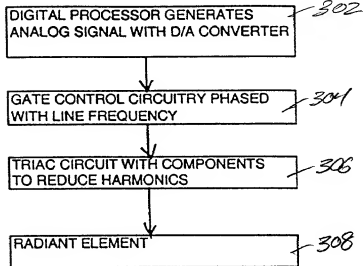 DIGITAL PROCESSOR GENERATES
302
ANALOG SIGNAL WITH D/A CONVERTER
GATE CONTROL CIRCUITRY PHASED
304
WITH LINE FREQUENCY
TRIAC CIRCUIT WITH COMPONENTS
306
TO REDUCE HARMONICS
RADIANT ELEMENT
308